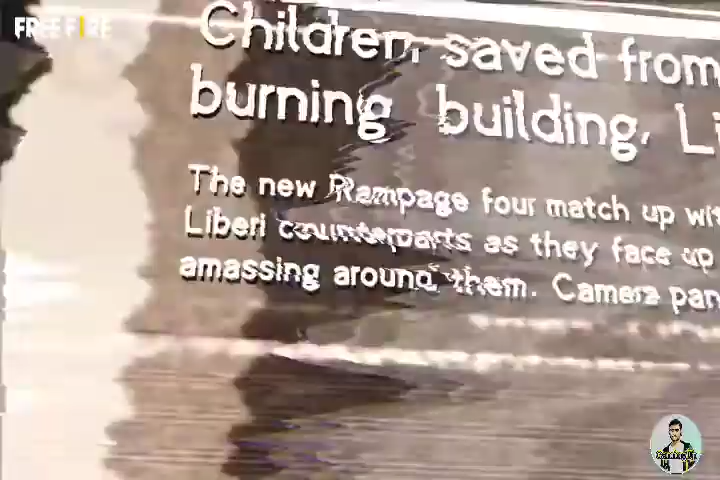 FREE FIRE
Children saved from
burning building, Li
The new Rampage four match up wit
Liberi counterparts as they face up
amassing around them. Camera pan